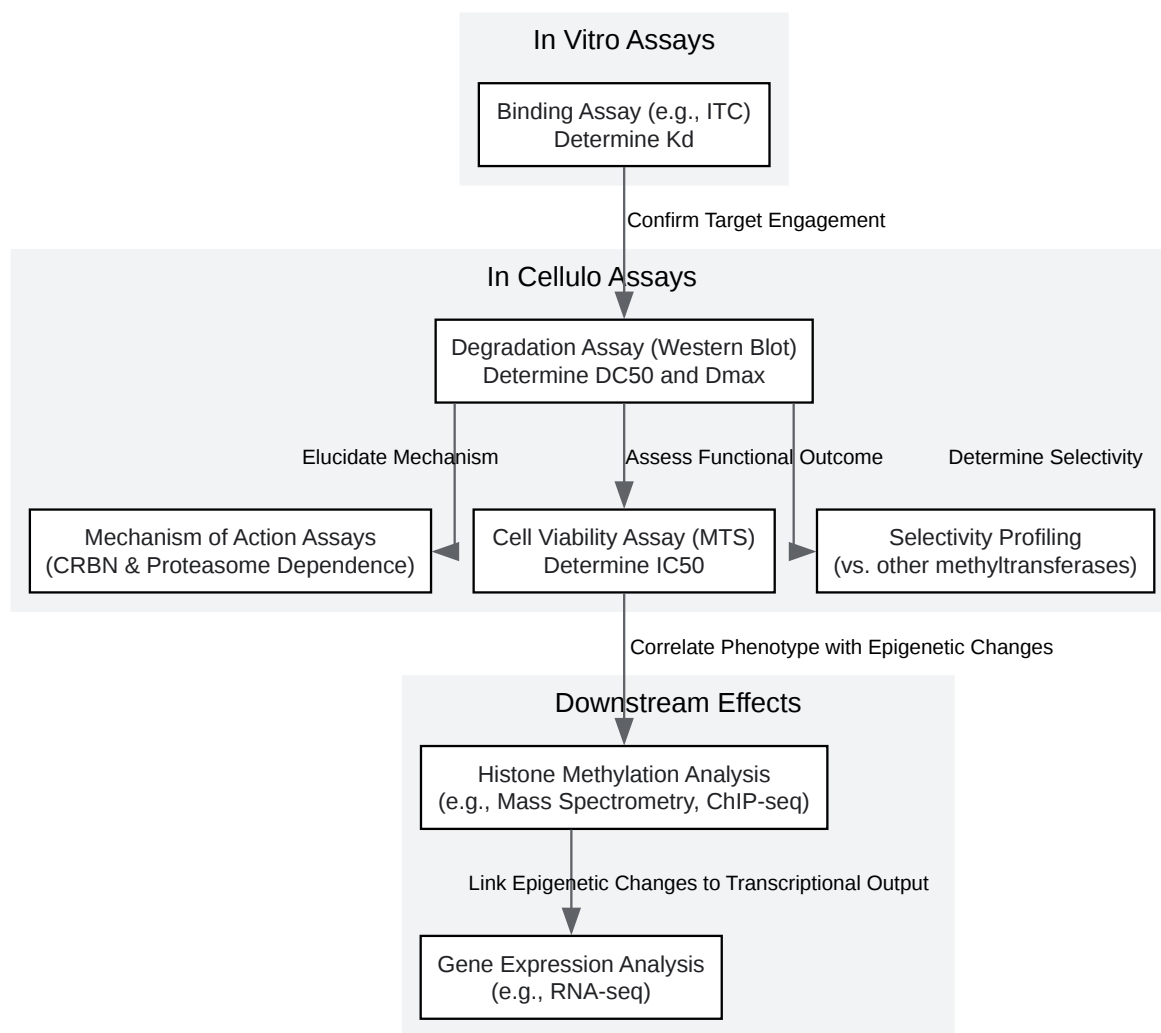 In Vitro Assays
Binding Assay (e.g., ITC)
Determine Kd
Confirm Target Engagement
In Cellulo Assays
Degradation Assay (Western Blot)
Determine DC50 and Dmax
Elucidate Mechanism
Assess Functional Outcome
Determine Selectivity
Mechanism of Action Assays
(CRBN & Proteasome Dependence)
Cell Viability Assay (MTS)
Determine IC50
Selectivity Profiling
(vs. other methyltransferases)
Correlate Phenotype with Epigenetic Changes
Downstream Effects
Histone Methylation Analysis
(e.g., Mass Spectrometry, ChIP-seq)
Link Epigenetic Changes to Transcriptional Output
Gene Expression Analysis
(e.g., RNA-seq)